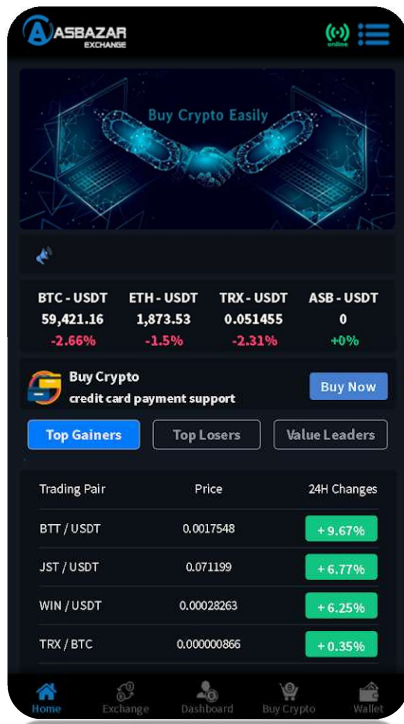 ASBAZAR
EXCHANGE
online
Buy Crypto Easily
BTC - USDT ETH - USDT TRX - USDT ASB - USDT
59,421.16 1,873.53 0.051455 0
-2.66% -1.5% -2.31% +0%
Buy Crypto
credit card payment support
Buy Now
Top Gainers Top Losers Value Leaders
Trading Pair Price 24H Changes
BTT / USDT 0.0017548 + 9.67%
JST / USDT 0.071199 + 6.77%
WIN / USDT 0.00028263 + 6.25%
TRX / BTC 0.000000866 + 0.35%
Home Exchange Dashboard Buy Crypto Wallet